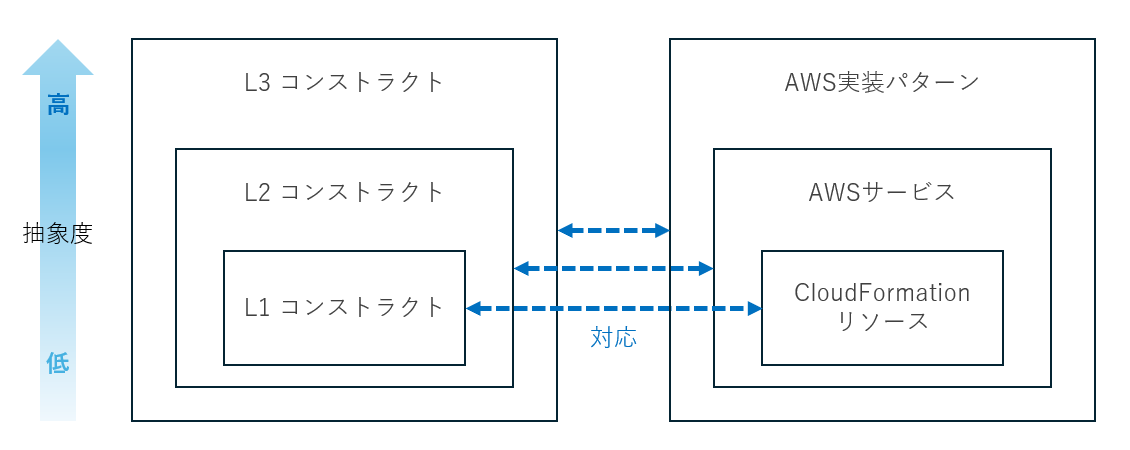 高
抽象度
低
L3 コンストラクト
L2 コンストラクト
L1 コンストラクト
対応
AWS実装パターン
AWSサービス
CloudFormation
リソース